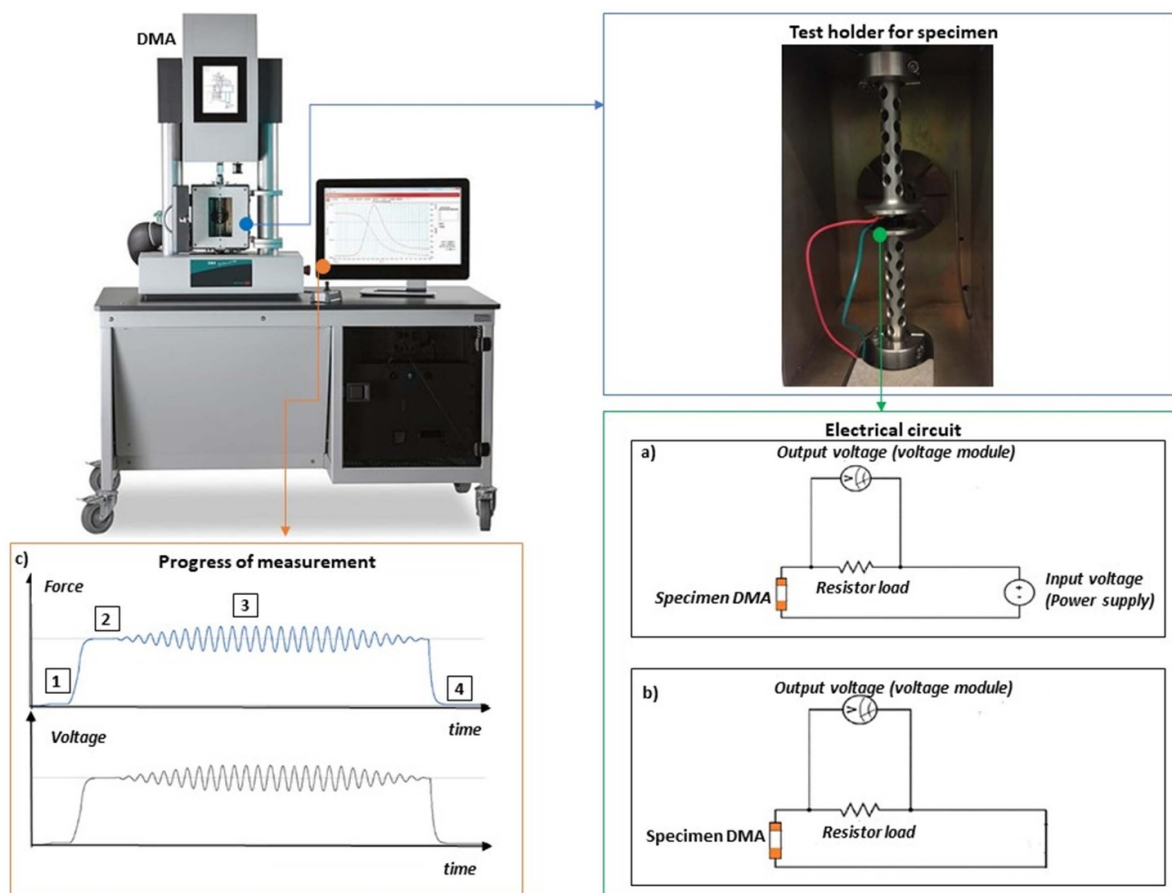 DMA
Test holder for specimen
Electrical circuit
a)
Output voltage (voltage module)
V
Resistor load
Specimen DMA
+
-
Input voltage
(Power supply)
b)
Output voltage (voltage module)
V
Resistor load
Specimen DMA
c)
Progress of measurement
Force
1
2
3
4
time
Voltage
time